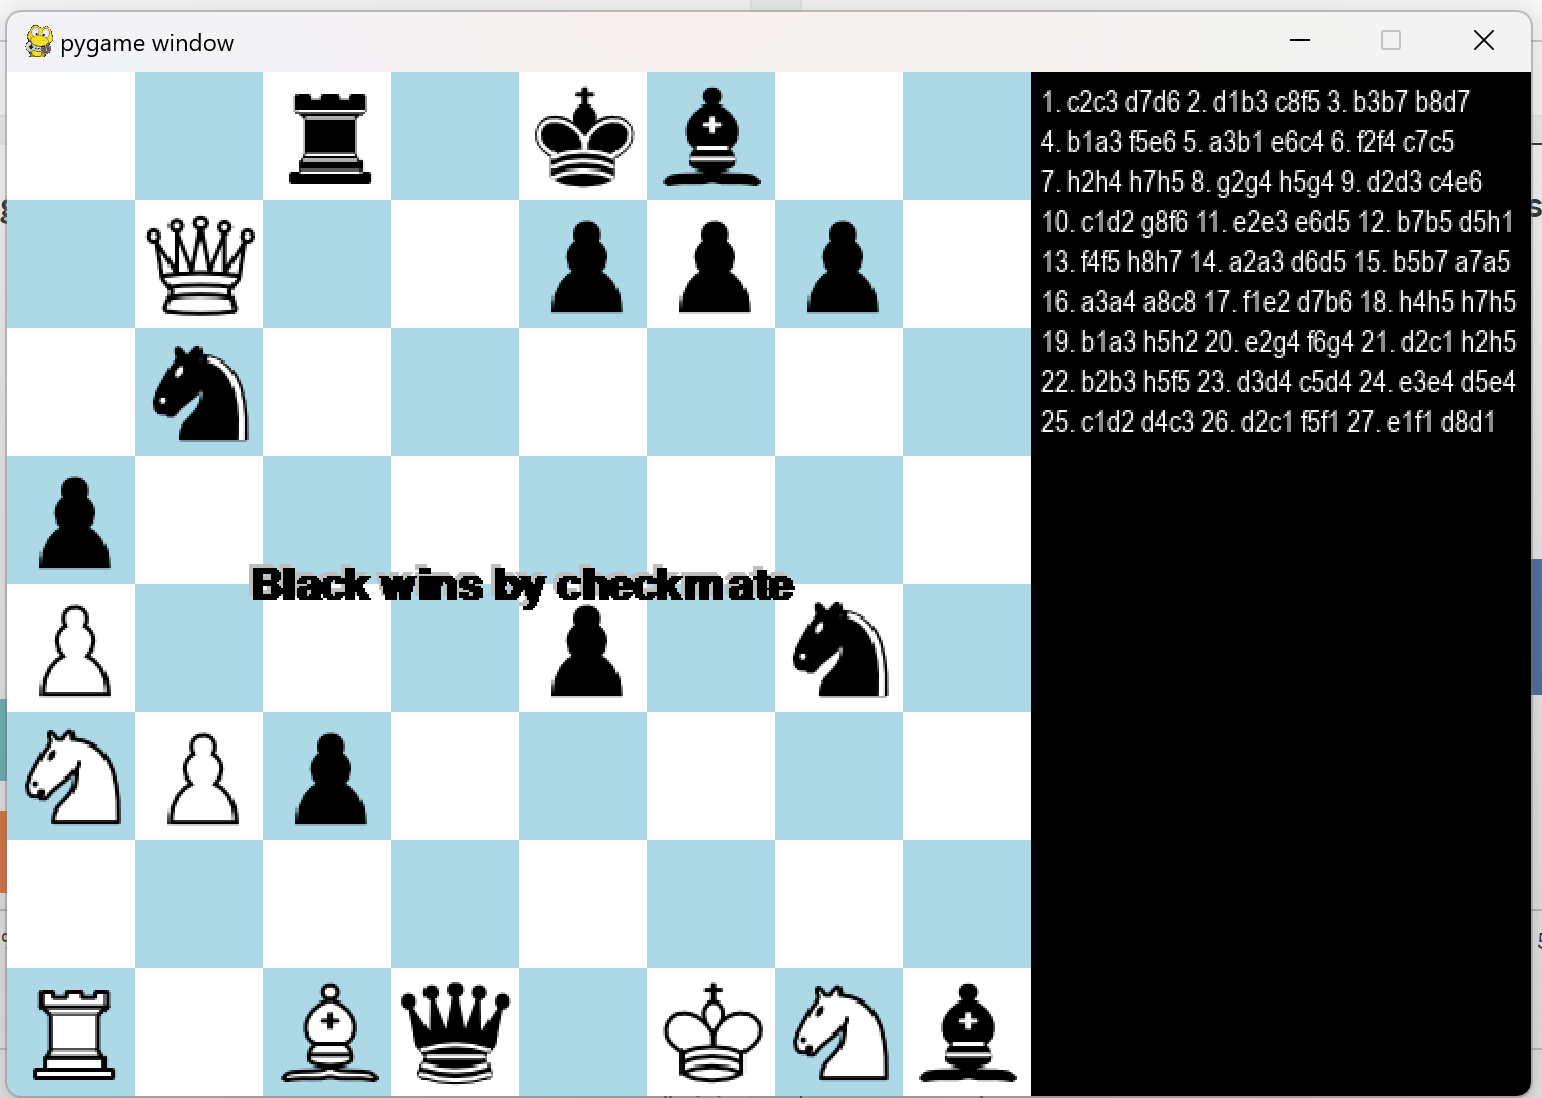 pygame window
1. c2c3 d7d6 2. d1b3 c8f5 3. b3b7 b8d7
4. b1a3 f5e6 5. a3b1 e6c4 6. f2f4 c7c5
7. h2h4 h7h5 8. g2g4 h5g4 9. d2d3 c4e6
10. c1d2 g8f6 11. e2e3 e6d5 12. b7b5 d5h1
13. f4f5 h8h7 14. a2a3 d6d5 15. b5b7 a7a5
16. a3a4 a8c8 17. f1e2 d7b6 18. h4h5 h7h5
19. b1a3 h5h2 20. e2g4 f6g4 21. d2c1 h2h5
22. b2b3 h5f5 23. d3d4 c5d4 24. e3e4 d5e4
25. c1d2 d4c3 26. d2c1 f5f1 27. e1f1 d8d1
Black wins by checkmate